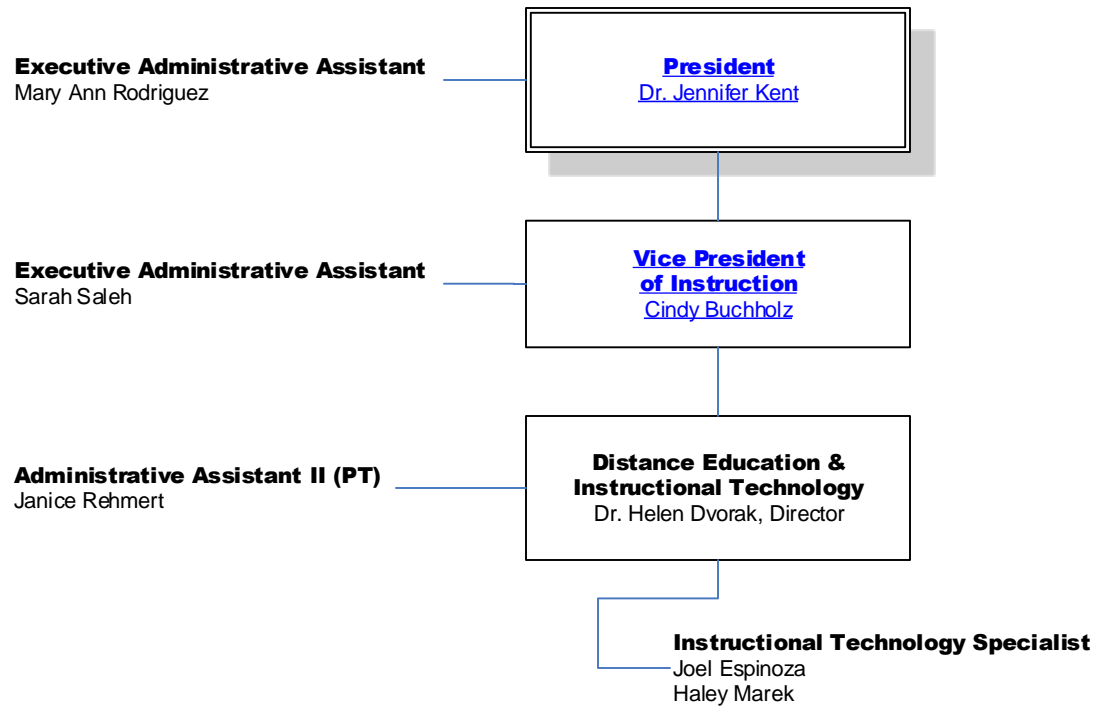 Executive Administrative Assistant
Mary Ann Rodriguez
President
Dr. Jennifer Kent
Executive Administrative Assistant
Sarah Saleh
Vice President
of Instruction
Cindy Buchholz
Administrative Assistant II (PT)
Janice Rehmert
Distance Education &
Instructional Technology
Dr. Helen Dvorak, Director
Instructional Technology Specialist
Joel Espinoza
Haley Marek